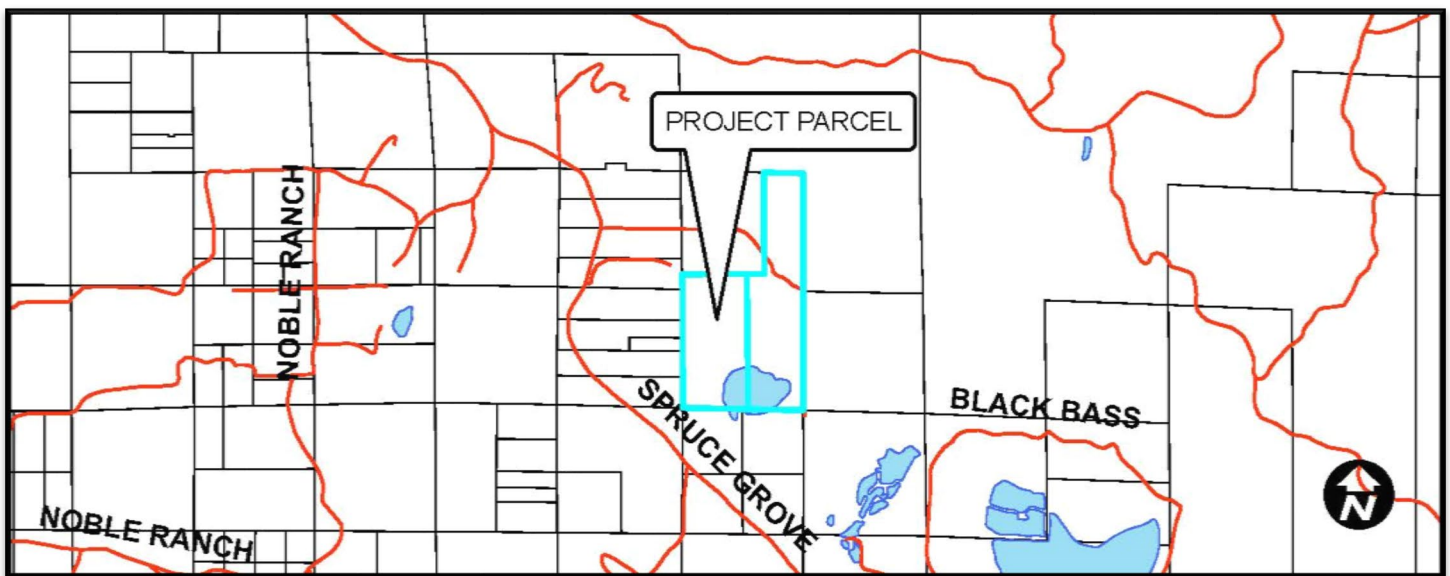 PROJECT PARCEL
NOBLE RANCH
SPRUCE GROVE
BLACK BASS
NOBLE RANCH
N